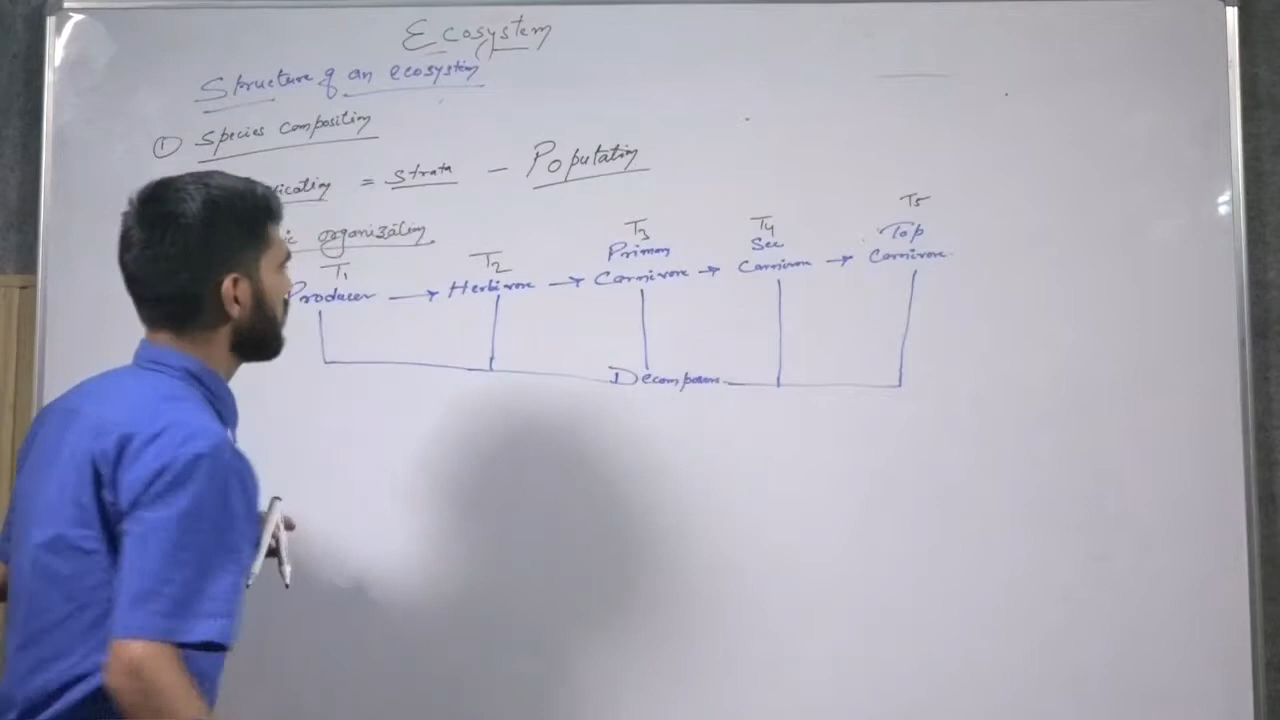 Ecosystem
Structure of an ecosystem
① Species composition
= strata - Population
organization
T₁ T₂ T₃ T₄ T₅
Primary Sec Top
Producer → Herbivore → Carnivore → Carnivore → Carnivore
Decomposers